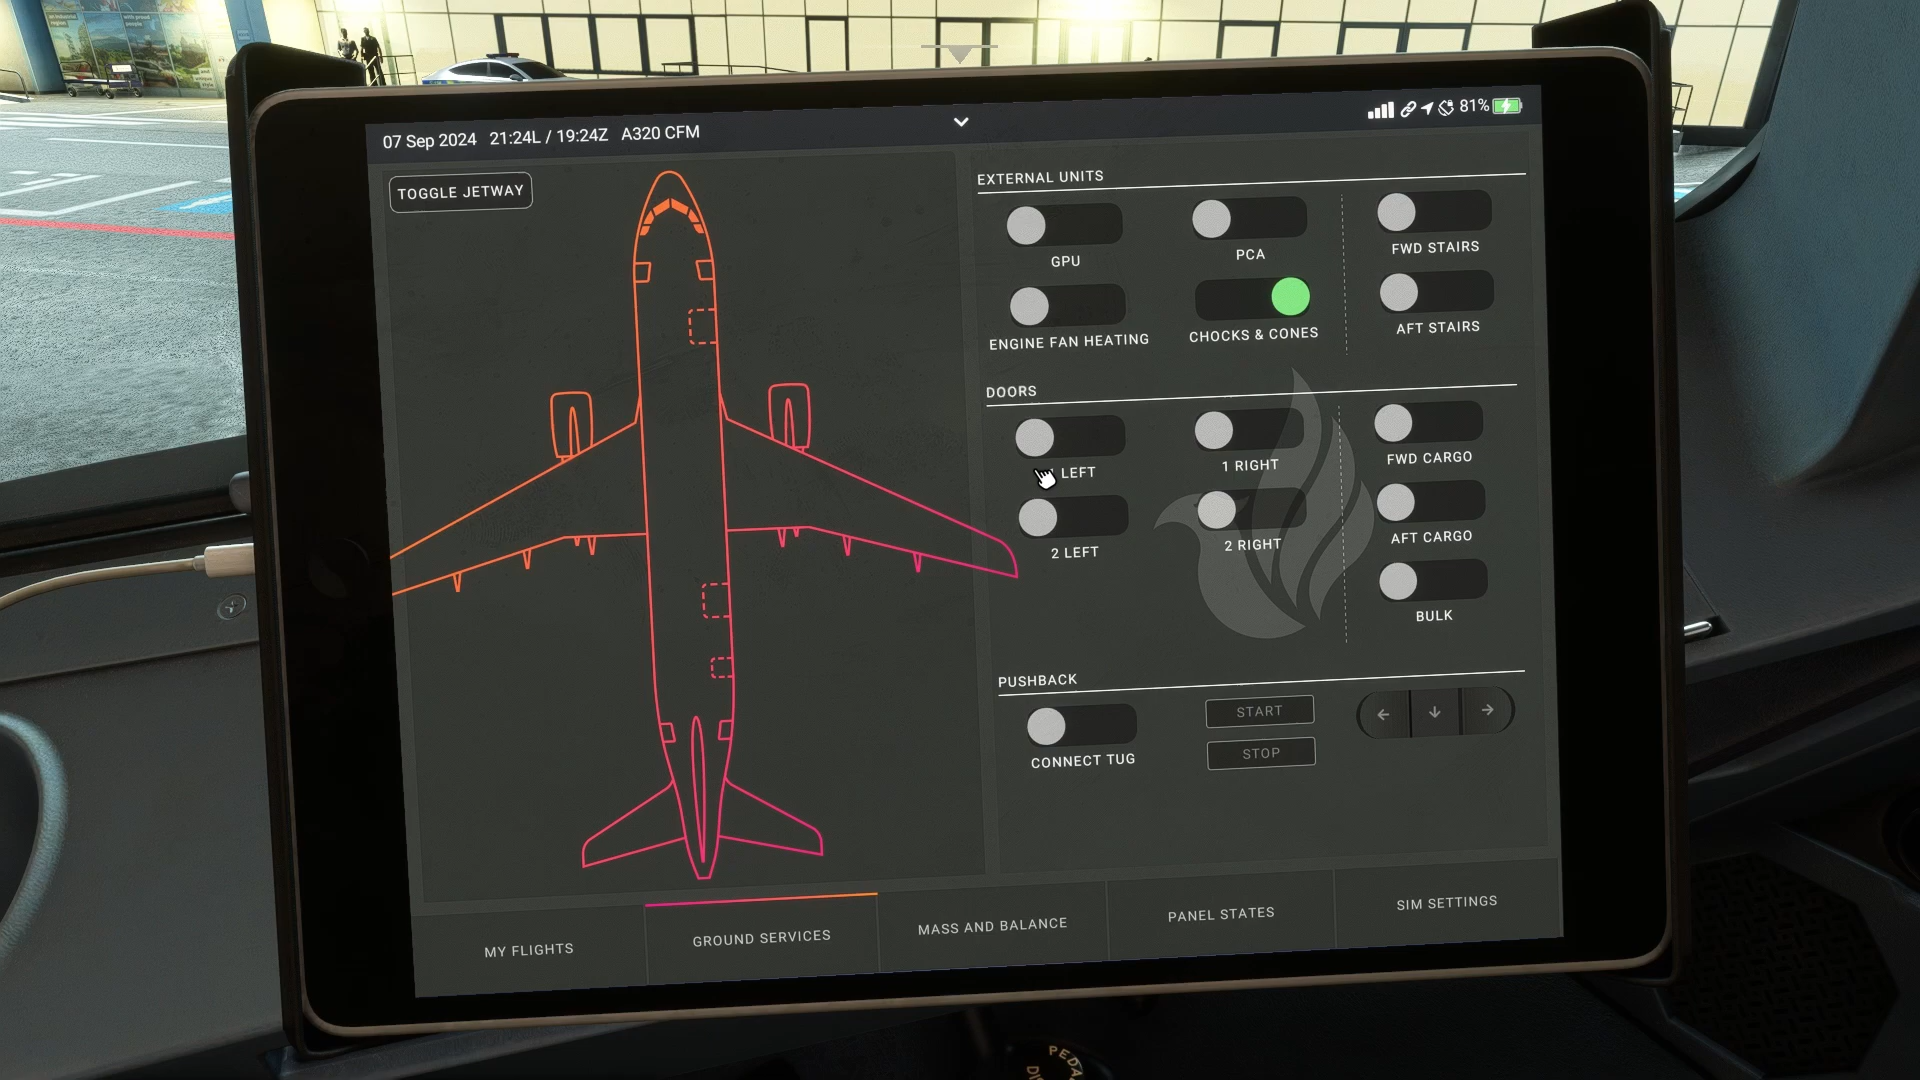 07 Sep 2024 21:24L / 19:24Z A320 CFM
81%
TOGGLE JETWAY
EXTERNAL UNITS
GPU
PCA
FWD STAIRS
ENGINE FAN HEATING
CHOCKS & CONES
AFT STAIRS
DOORS
LEFT
1 RIGHT
FWD CARGO
2 LEFT
2 RIGHT
AFT CARGO
BULK
PUSHBACK
CONNECT TUG
START
STOP
MY FLIGHTS
GROUND SERVICES
MASS AND BALANCE
PANEL STATES
SIM SETTINGS
PEDA